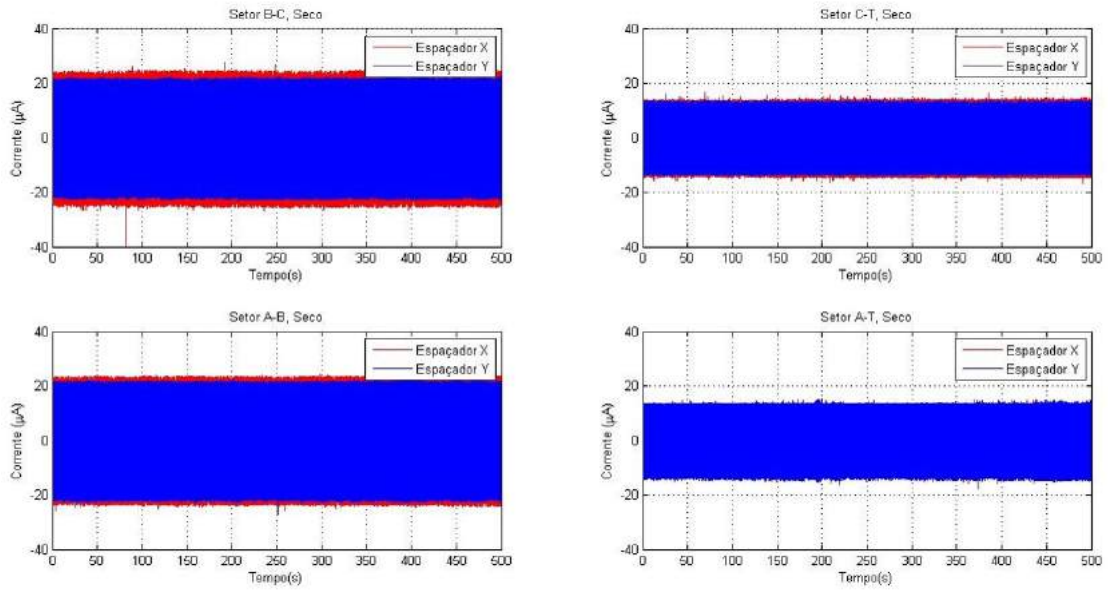 Setor B-C, Seco
40
20
0
-20
-40
Corrente (µA)
Espaçador X
Espaçador Y
0 50 100 150 200 250 300 350 400 450 500
Tempo(s)
Setor C-T, Seco
40
20
0
-20
-40
Corrente (µA)
Espaçador X
Espaçador Y
0 50 100 150 200 250 300 350 400 450 500
Tempo(s)
Setor A-B, Seco
40
20
0
-20
-40
Corrente (µA)
Espaçador X
Espaçador Y
0 50 100 150 200 250 300 350 400 450 500
Tempo(s)
Setor A-T, Seco
40
20
0
-20
-40
Corrente (µA)
Espaçador X
Espaçador Y
0 50 100 150 200 250 300 350 400 450 500
Tempo(s)